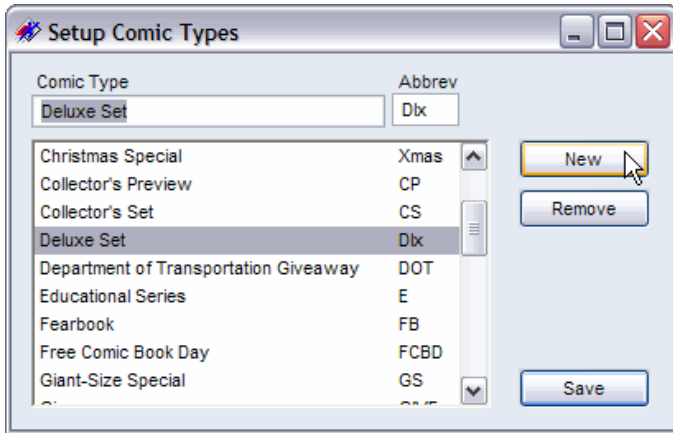 Setup Comic Types
Comic Type Abbrev
Deluxe Set Dlx
Christmas Special Xmas
New
Collector's Preview CP
Collector's Set CS
Remove
Deluxe Set Dlx
Department of Transportation Giveaway DOT
Educational Series E
Fearbook FB
Free Comic Book Day FCBD
Giant-Size Special GS
Save